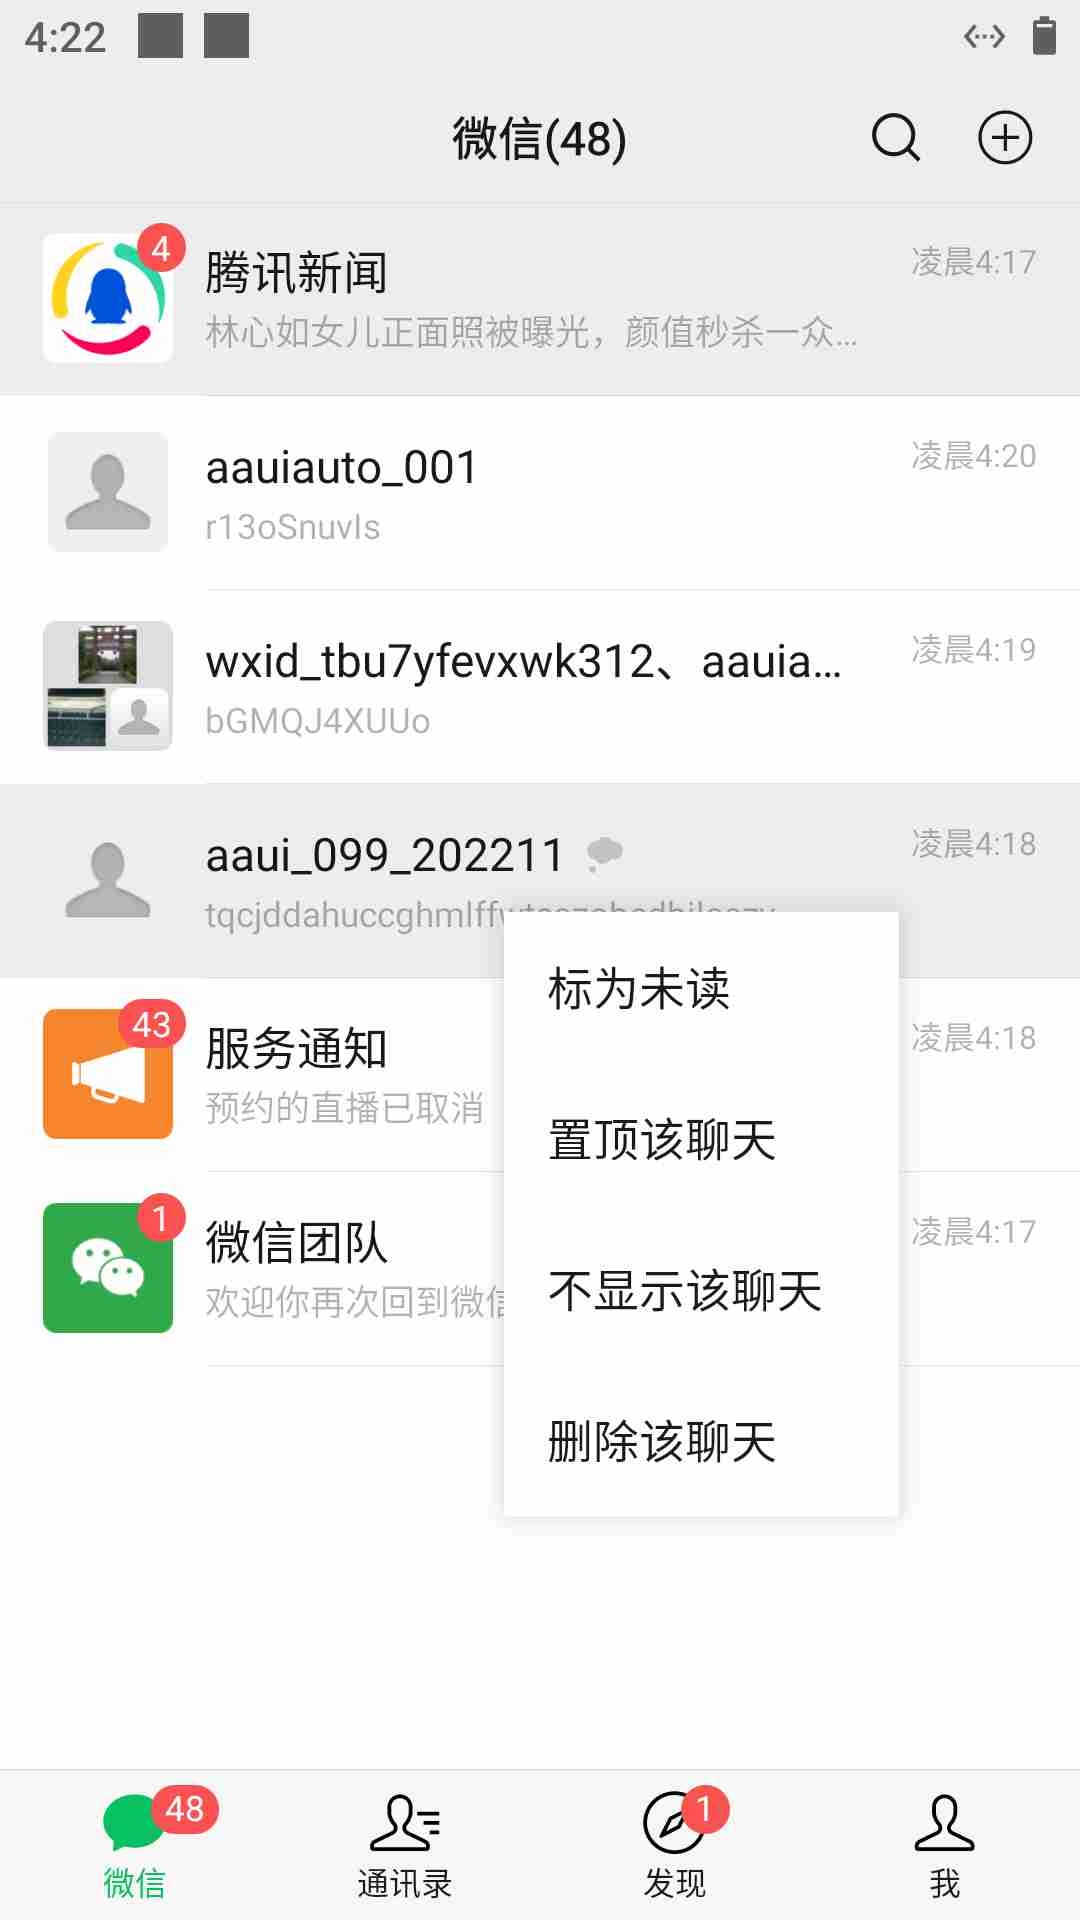 4:22
微信(48)
4
腾讯新闻
凌晨4:17
林心如女儿正面照被曝光，颜值秒杀一众...
aauiauto_001
凌晨4:20
r13oSnuvIs
wxid_tbu7yfevxwk312、aauia...
凌晨4:19
bGMQJ4XUUo
aaui_099_202211
凌晨4:18
标为未读
43
服务通知
凌晨4:18
预约的直播已取消
置顶该聊天
1
微信团队
凌晨4:17
欢迎你再次回到微信
不显示该聊天
删除该聊天
48
微信
通讯录
1
发现
我